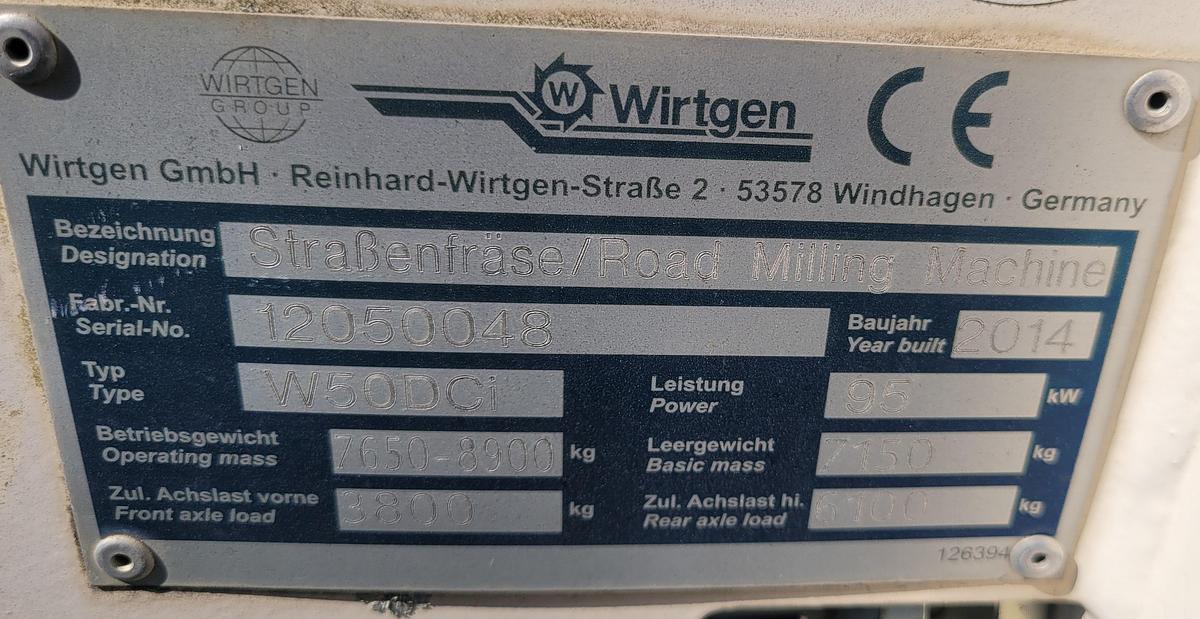 WIRTGEN
GROUP
W
Wirtgen
CE
Wirtgen GmbH · Reinhard-Wirtgen-Straße 2 · 53578 Windhagen · Germany
Bezeichnung
Designation
Straßenfräse/Road Milling Machine
Fabr.-Nr.
Serial-No.
12050048
Baujahr
Year built
2014
Typ
Type
W50DCi
Leistung
Power
95
kW
Betriebsgewicht
Operating mass
7650-8900
kg
Leergewicht
Basic mass
7150
kg
Zul. Achslast vorne
Front axle load
3800
kg
Zul. Achslast hi.
Rear axle load
6100
kg
126394